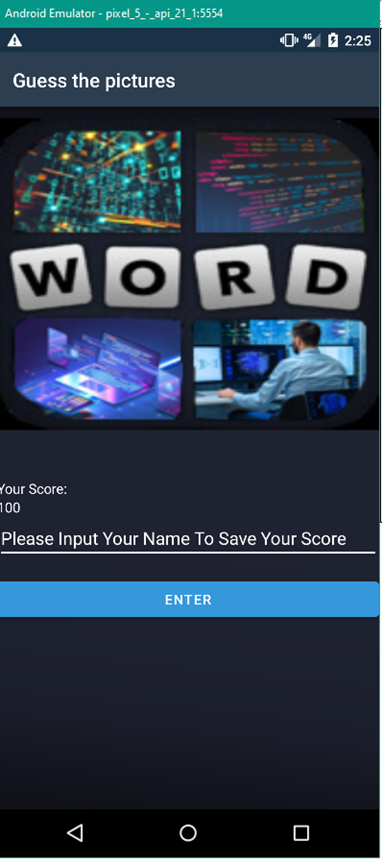 Android Emulator - pixel_5_-_api_21_1:5554
4G 2:25
Guess the pictures
W O R D
Your Score:
100
Please Input Your Name To Save Your Score
ENTER